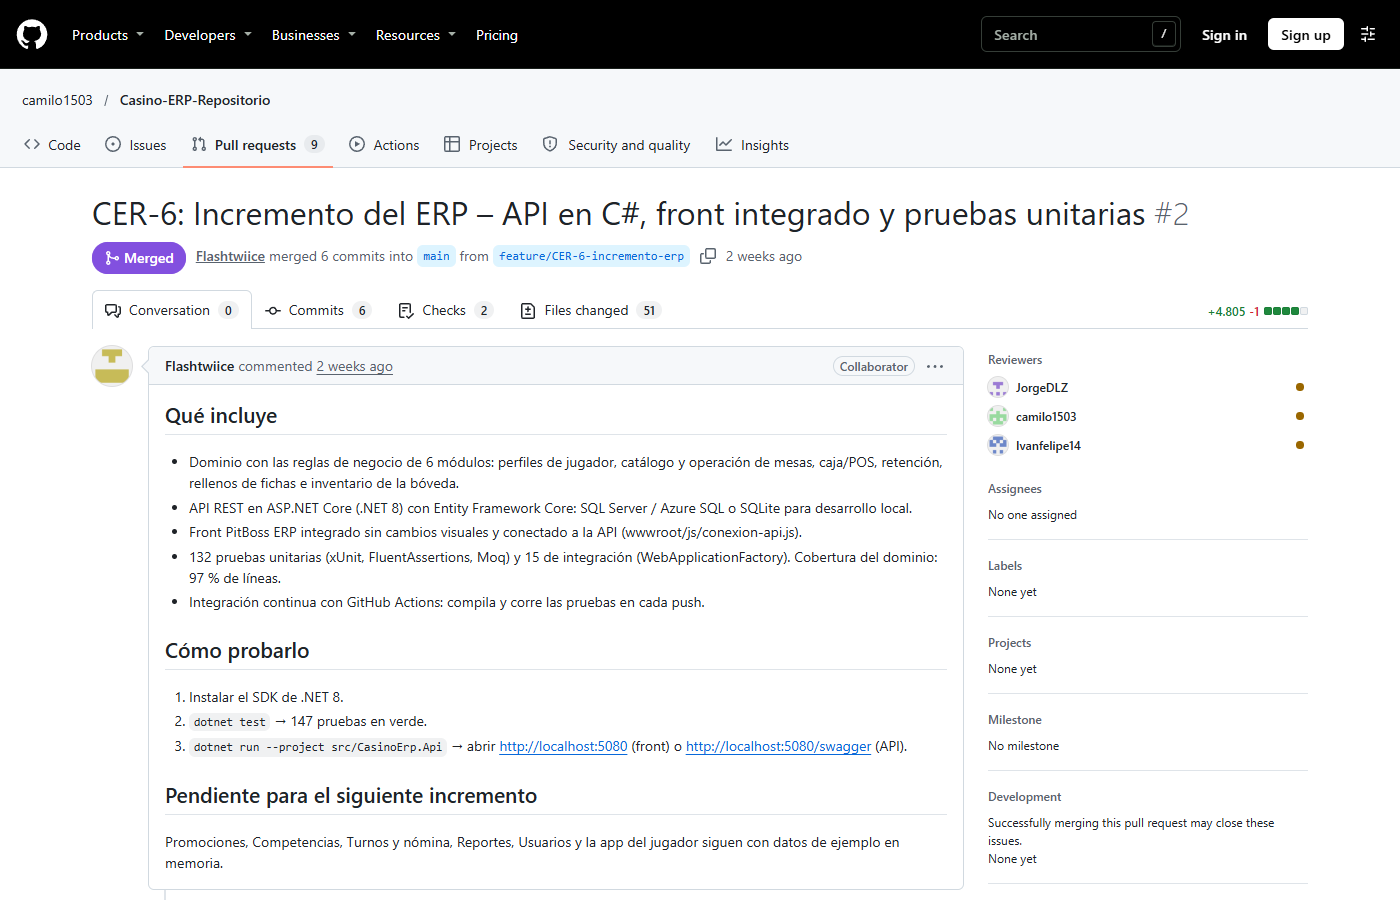 Products Developers Businesses Resources Pricing Search / Sign in Sign up
camilo1503 / Casino-ERP-Repositorio
Code Issues Pull requests 9 Actions Projects Security and quality Insights
CER-6: Incremento del ERP – API en C#, front integrado y pruebas unitarias #2
Merged Flashtwiice merged 6 commits into main from feature/CER-6-incremento-erp 2 weeks ago
Conversation 0 Commits 6 Checks 2 Files changed 51 +4.805 -1
Flashtwiice commented 2 weeks ago Collaborator ...
Qué incluye
• Dominio con las reglas de negocio de 6 módulos: perfiles de jugador, catálogo y operación de mesas, caja/POS, retención,
rellenos de fichas e inventario de la bóveda.
• API REST en ASP.NET Core (.NET 8) con Entity Framework Core: SQL Server / Azure SQL o SQLite para desarrollo local.
• Front PitBoss ERP integrado sin cambios visuales y conectado a la API (wwwroot/js/conexion-api.js).
• 132 pruebas unitarias (xUnit, FluentAssertions, Moq) y 15 de integración (WebApplicationFactory). Cobertura del dominio:
97 % de líneas.
• Integración continua con GitHub Actions: compila y corre las pruebas en cada push.
Cómo probarlo
1. Instalar el SDK de .NET 8.
2. dotnet test → 147 pruebas en verde.
3. dotnet run --project src/CasinoErp.Api → abrir http://localhost:5080 (front) o http://localhost:5080/swagger (API).
Pendiente para el siguiente incremento
Promociones, Competencias, Turnos y nómina, Reportes, Usuarios y la app del jugador siguen con datos de ejemplo en
memoria.
Reviewers
JorgeDLZ
camilo1503
Ivanfelipe14
Assignees
No one assigned
Labels
None yet
Projects
None yet
Milestone
No milestone
Development
Successfully merging this pull request may close these
issues.
None yet